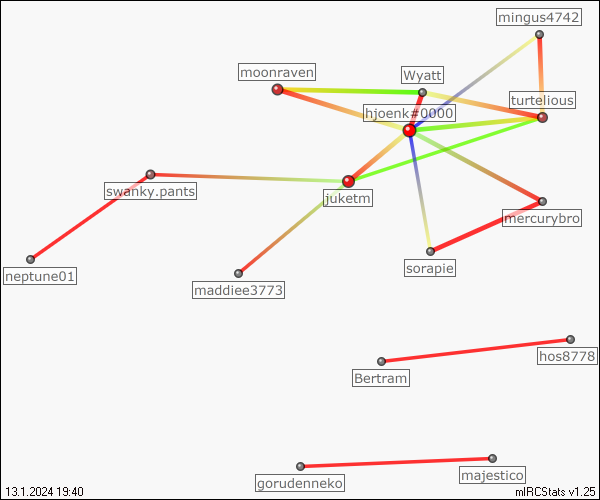 mingus4742
moonraven
Wyatt
turtelious
hjoenk#0000
swanky.pants
juketm
mercurybro
sorapie
neptune01
maddiee3773
hos8778
Bertram
majestico
gorudenneko
13.1.2024 19:40
mIRCStats v1.25